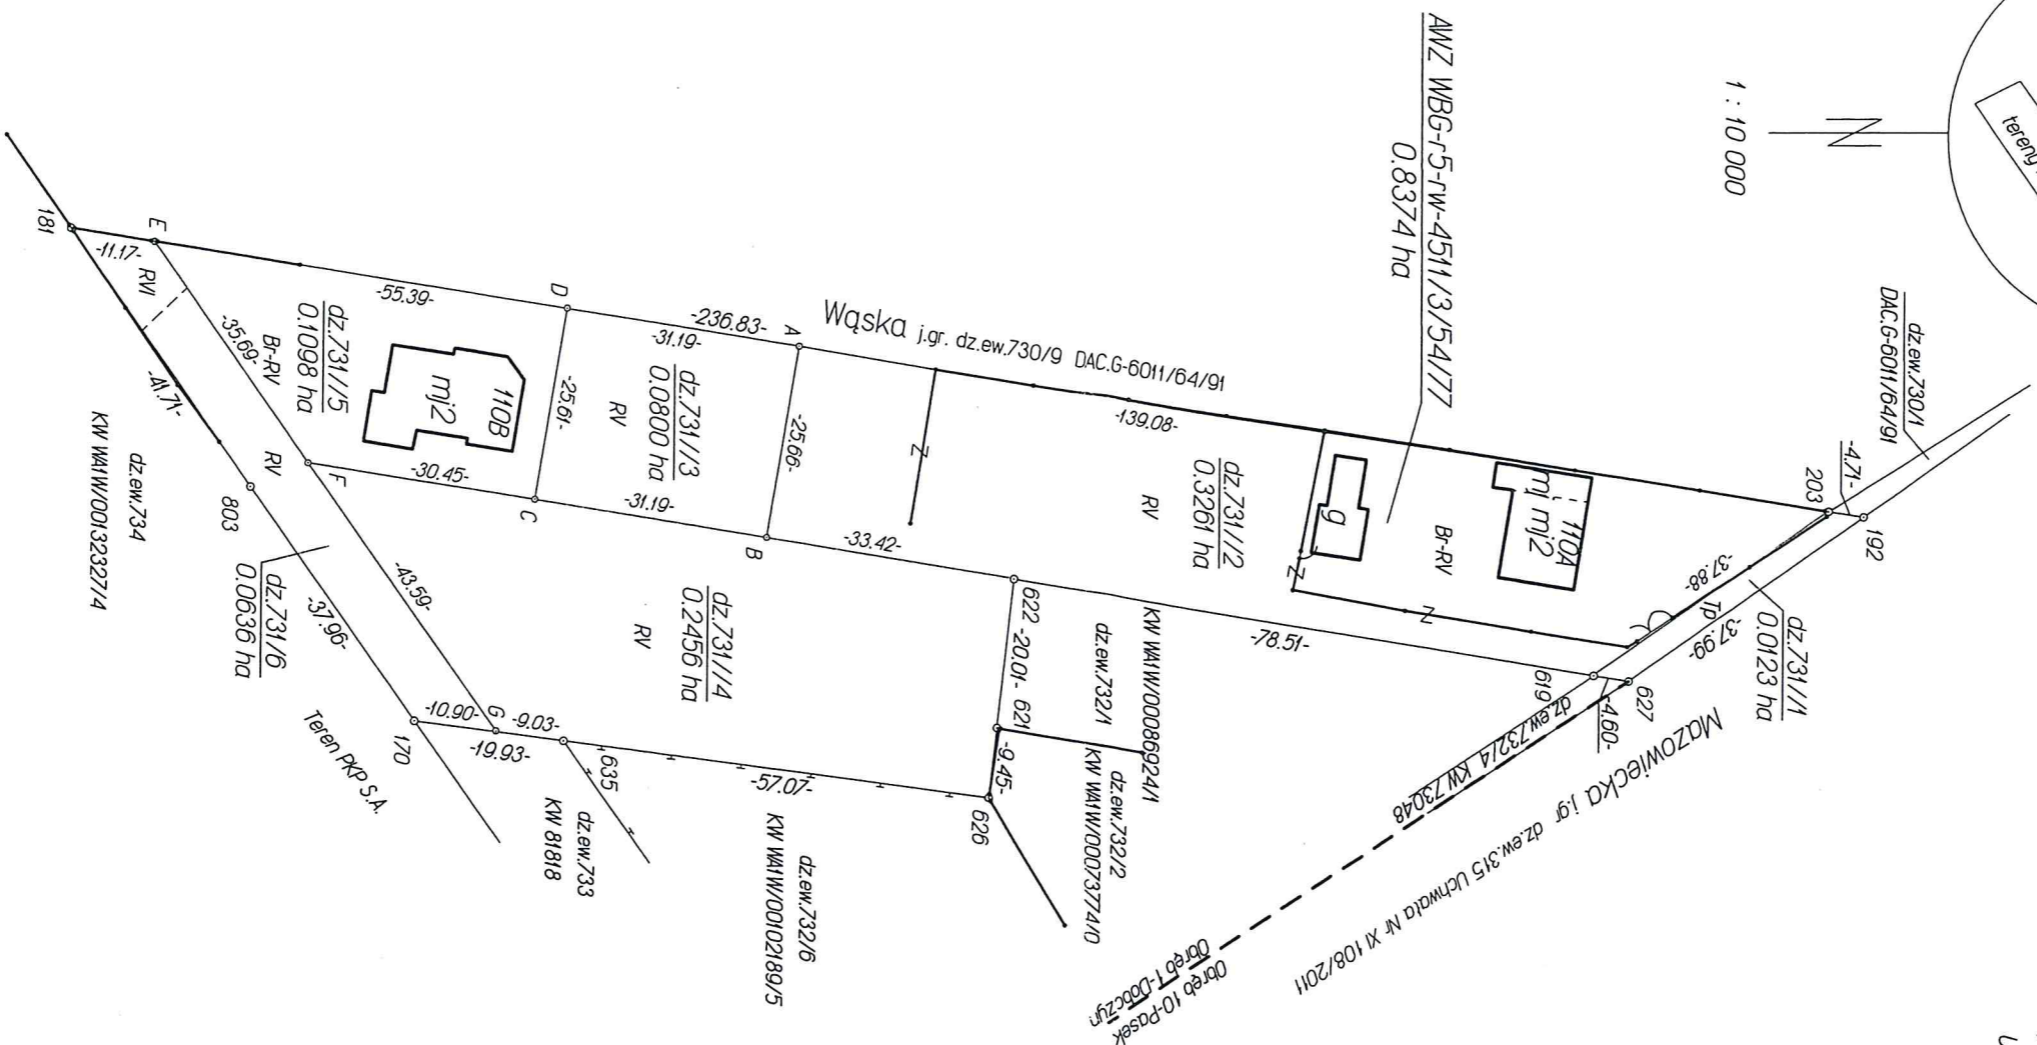 tereny
1 : 10 000
N
AWZ WBG-r5-rw-4511/3/54/77
0.8374 ha
dz.ew.730/1
DAC.G-6011/64/91
-4.71-
203
192
-37.88-
Tp
-37.99-
dz.731//1
0.0123 ha
619
627
-4.60-
dz.ew.732/4 KW 73048
Mazowiecka j.gr dz.ew.315 Uchwała Nr XI 108/2011
Obręb 1-Dobczyn
Obręb 10-Pasek
Wąska j.gr. dz.ew.730/9 DAC.G-6011/64/91
-236.83-
-139.08-
110A
mj mj2
Br-RV
g
Z
Z
Z
Z
dz.731//2
0.3261 ha
RV
-78.51-
KW WA1W/00086924/1
dz.ew.732/1
622
-20.01-
621
-9.45-
626
dz.ew.732/2
KW WA1W/00073774/0
A
-25.66-
B
-33.42-
-31.19-
dz.731//3
0.0800 ha
RV
-31.19-
D
-25.61-
C
-55.39-
110B
mj2
dz.731//5
0.1098 ha
Br-RV
-30.45-
E
-35.69-
F
-11.17-
RVI
181
-41.71-
RV
803
dz.ew.734
KW WA1W/00132327/4
dz.731/6
0.0636 ha
-37.96-
-43.59-
dz.731//4
0.2456 ha
RV
G
-9.03-
-10.90-
-19.93-
170
635
-57.07-
Teren PKP S.A.
dz.ew.733
KW 81818
dz.ew.732/6
KW WA1W/00102189/5